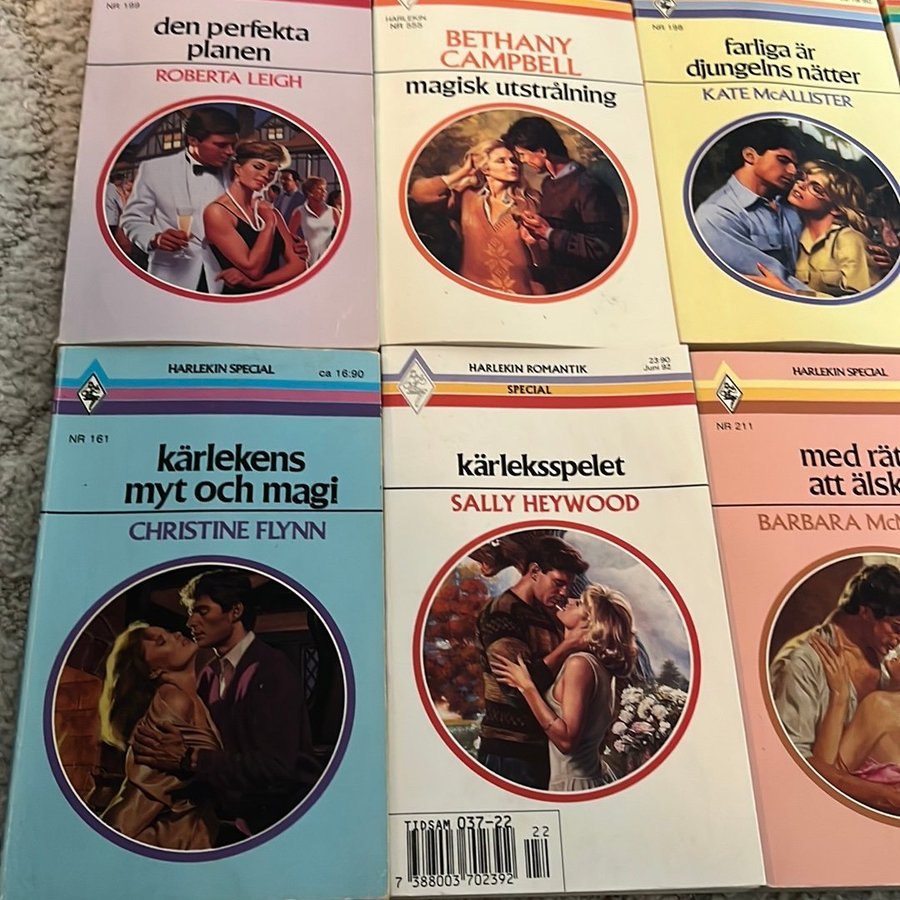 NR 199
den perfekta
planen
ROBERTA LEIGH
HARLEKIN
NR 555
BETHANY
CAMPBELL
magisk utstrålning
NR 198
farliga är
djungelns nätter
KATE McALLISTER
HARLEKIN SPECIAL
ca 16:90
NR 161
kärlekens
myt och magi
CHRISTINE FLYNN
HARLEKIN ROMANTIK
SPECIAL
23:90
Juni 92
kärleksspelet
SALLY HEYWOOD
TIDSAM 037-22
22
7 388003 702392
HARLEKIN SPECIAL
NR 211
med rät
att älsk
BARBARA McM